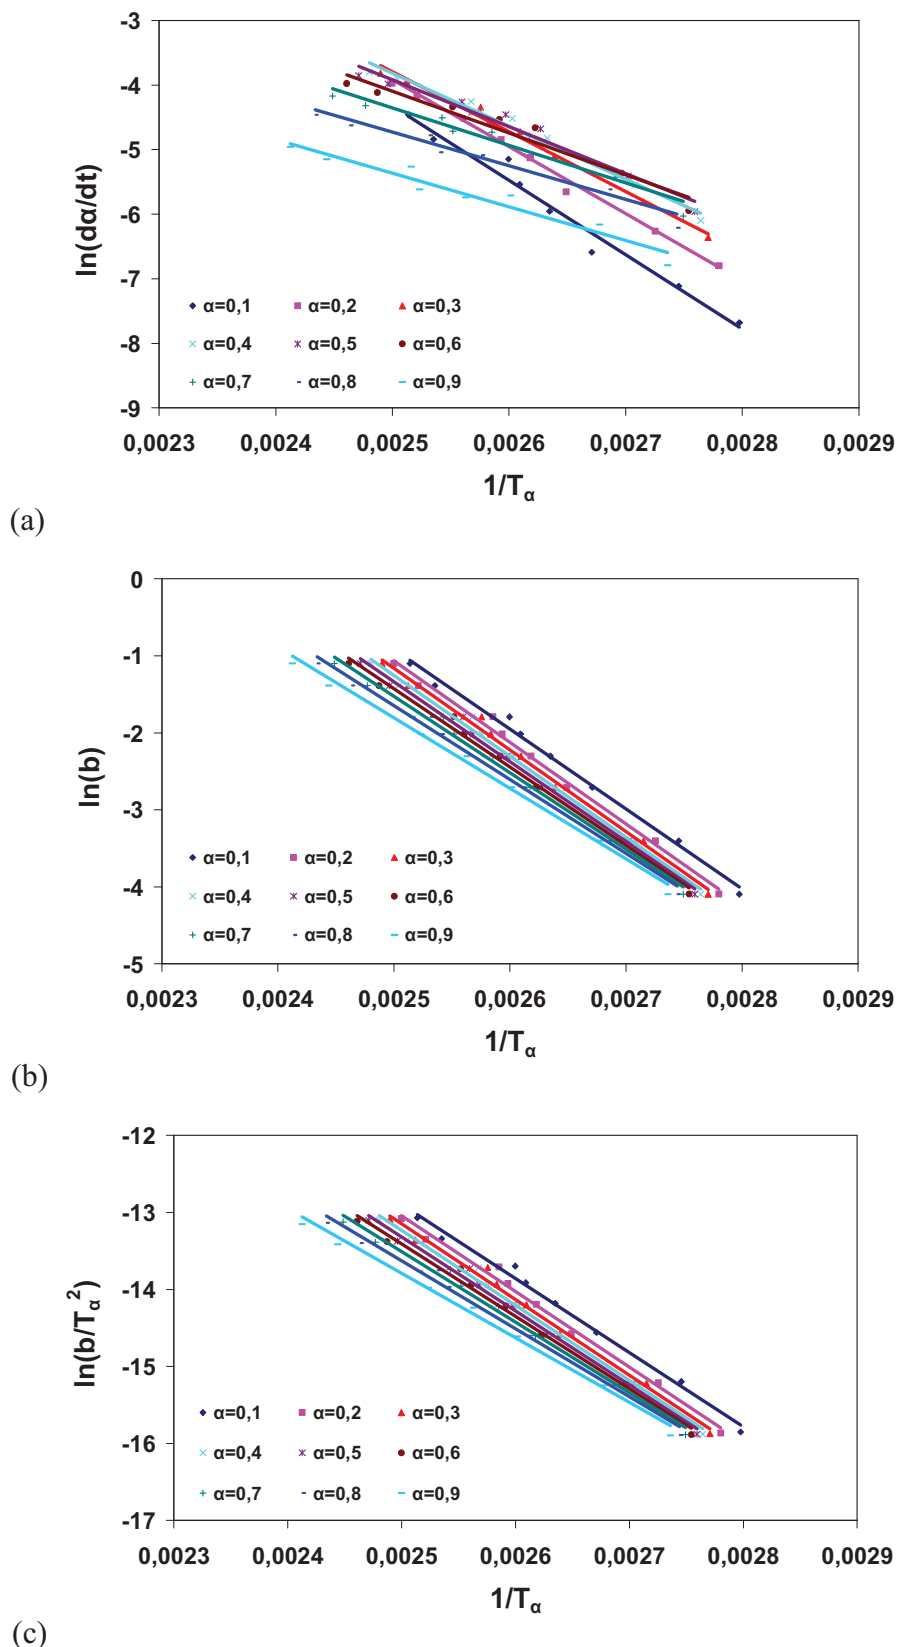 -3
-4
-5
-6
-7
-8
-9
ln(dα/dt)
α=0,1 α=0,2 α=0,3
α=0,4 α=0,5 α=0,6
α=0,7 α=0,8 α=0,9
0,0023 0,0024 0,0025 0,0026 0,0027 0,0028 0,0029
1/Tα
(a)
0
-1
-2
-3
-4
-5
ln(b)
α=0,1 α=0,2 α=0,3
α=0,4 α=0,5 α=0,6
α=0,7 α=0,8 α=0,9
0,0023 0,0024 0,0025 0,0026 0,0027 0,0028 0,0029
1/Tα
(b)
-12
-13
-14
-15
-16
-17
ln(b/Tα²)
α=0,1 α=0,2 α=0,3
α=0,4 α=0,5 α=0,6
α=0,7 α=0,8 α=0,9
0,0023 0,0024 0,0025 0,0026 0,0027 0,0028 0,0029
1/Tα
(c)